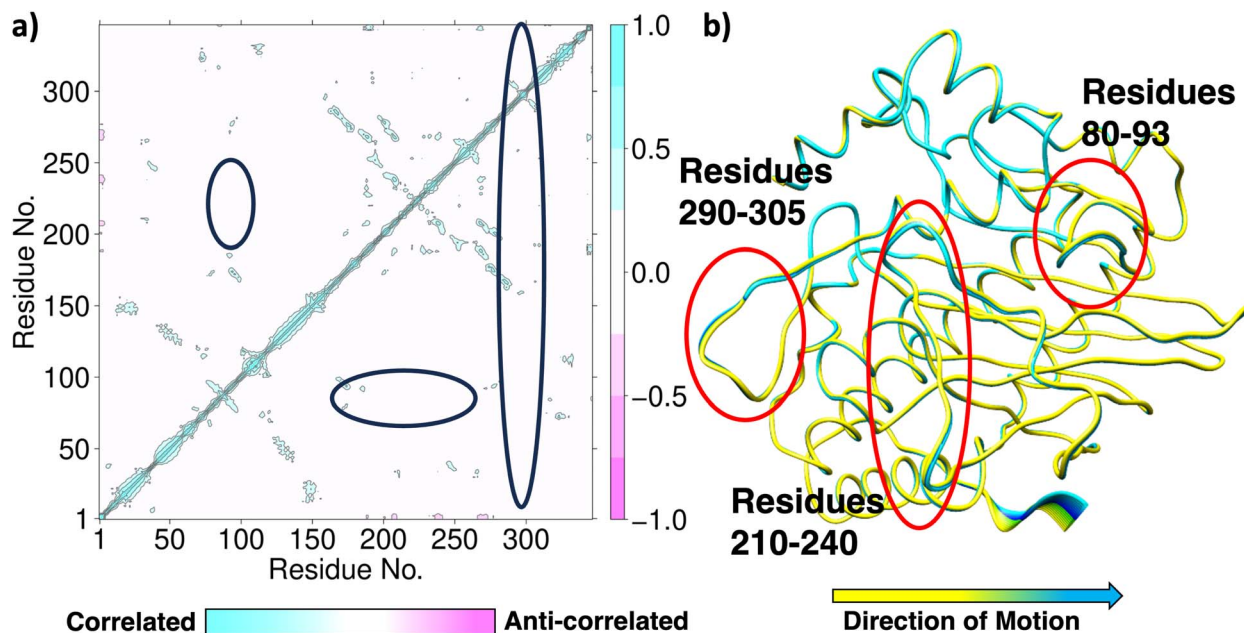 a)
300
250
200
150
100
50
1
Residue No.
1 50 100 150 200 250 300
Residue No.
1.0
0.5
0.0
−0.5
−1.0
Correlated
Anti-correlated
b)
Residues
80-93
Residues
290-305
Residues
210-240
Direction of Motion